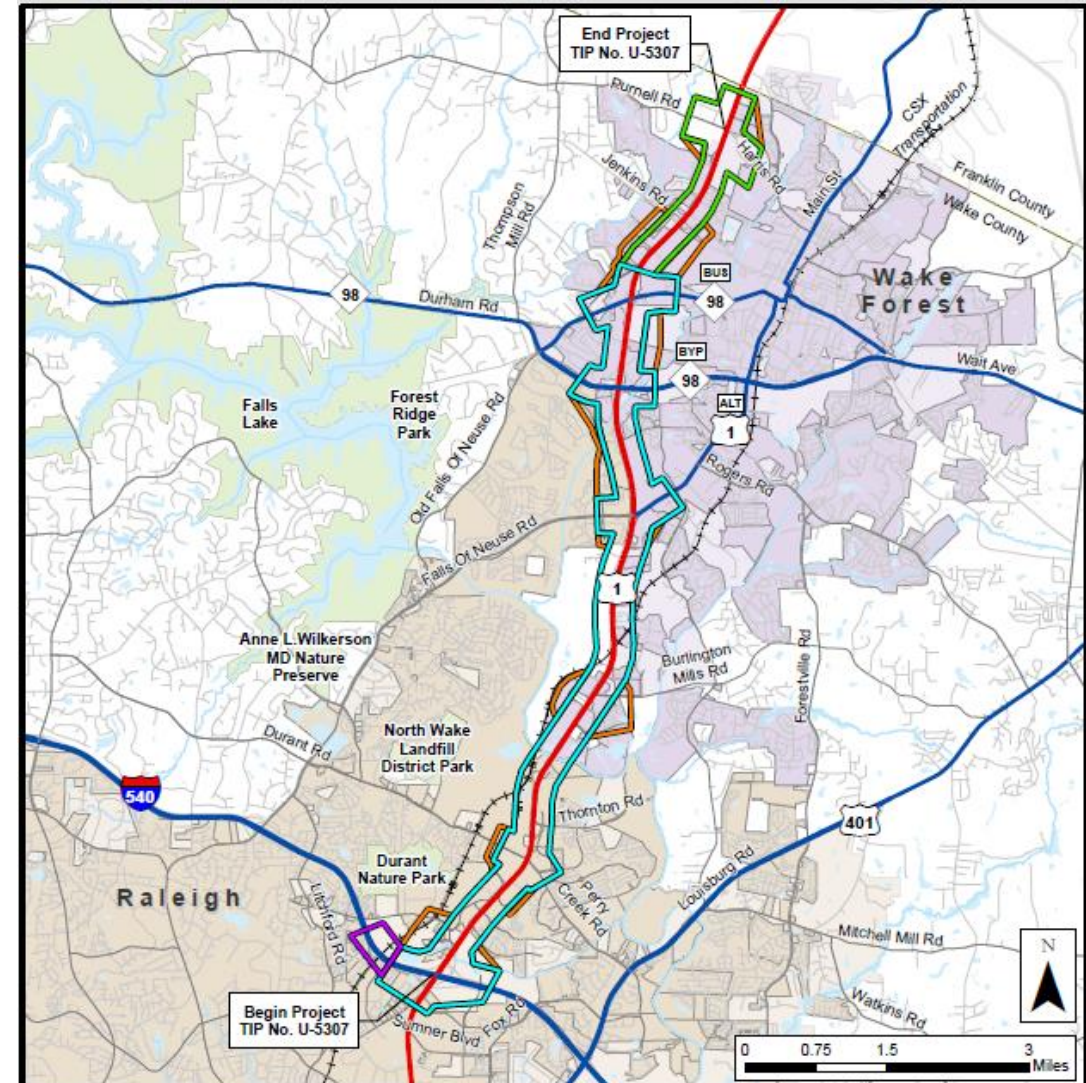 End Project
TIP No. U-5307
Purnell Rd
CSX
Transportation
Harris Rd
Jenkins Rd
Main St
Franklin County
Wake County
Thompson
Mill Rd
Wake
Forest
BUS
98
98
Durham Rd
BYP
98
Wait Ave
ALT
1
Falls
Lake
Forest
Ridge
Park
Old Falls Of Neuse Rd
Rogers Rd
Falls Of Neuse Rd
1
Anne L.Wilkerson
MD Nature
Preserve
Burlington
Mills Rd
Forestville Rd
North Wake
Landfill
District Park
Durant Rd
540
Thornton Rd
401
Durant
Nature Park
Louisburg Rd
Raleigh
Litchford Rd
Perry
Creek Rd
Mitchell Mill Rd
N
Begin Project
TIP No. U-5307
Sumner Blvd
Fox Rd
Watkins Rd
0 0.75 1.5 3
Miles